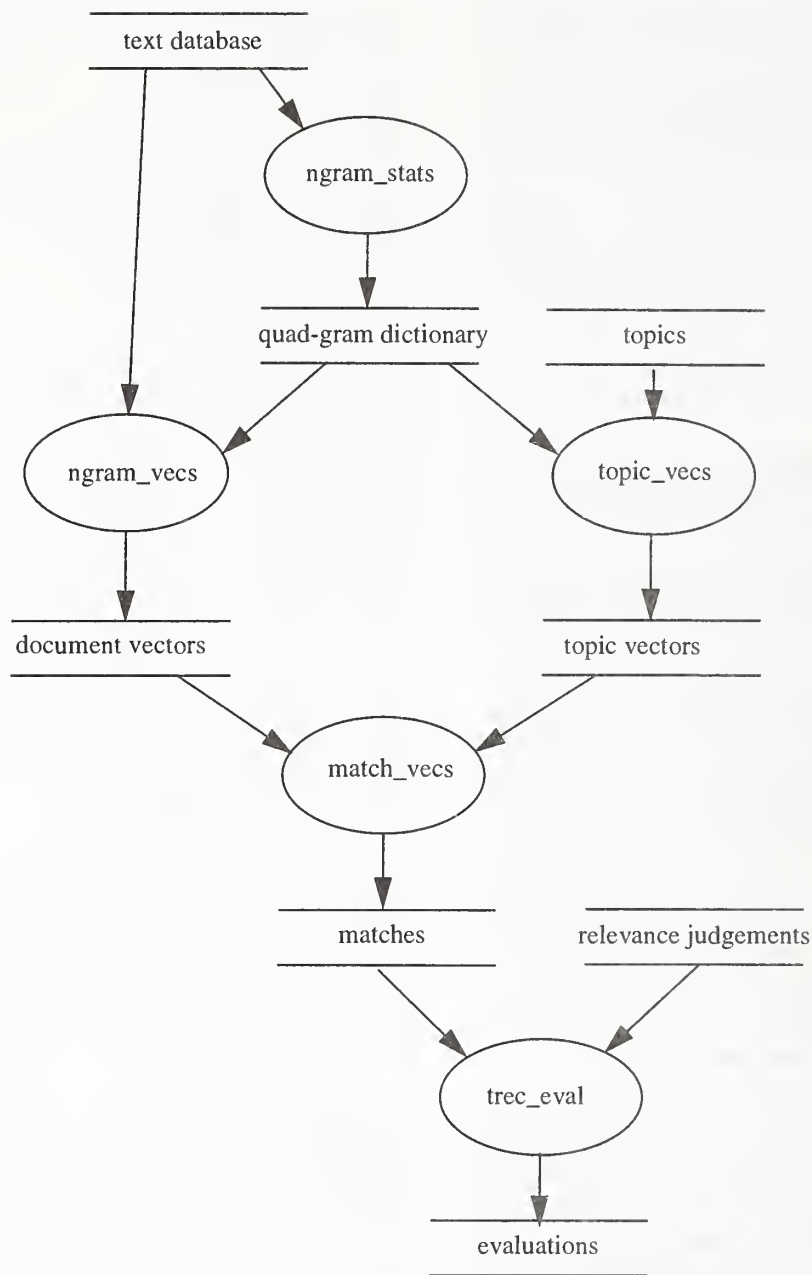 text database
ngram_stats
quad-gram dictionary
topics
ngram_vecs
topic_vecs
document vectors
topic vectors
match_vecs
matches
relevance judgements
trec_eval
evaluations